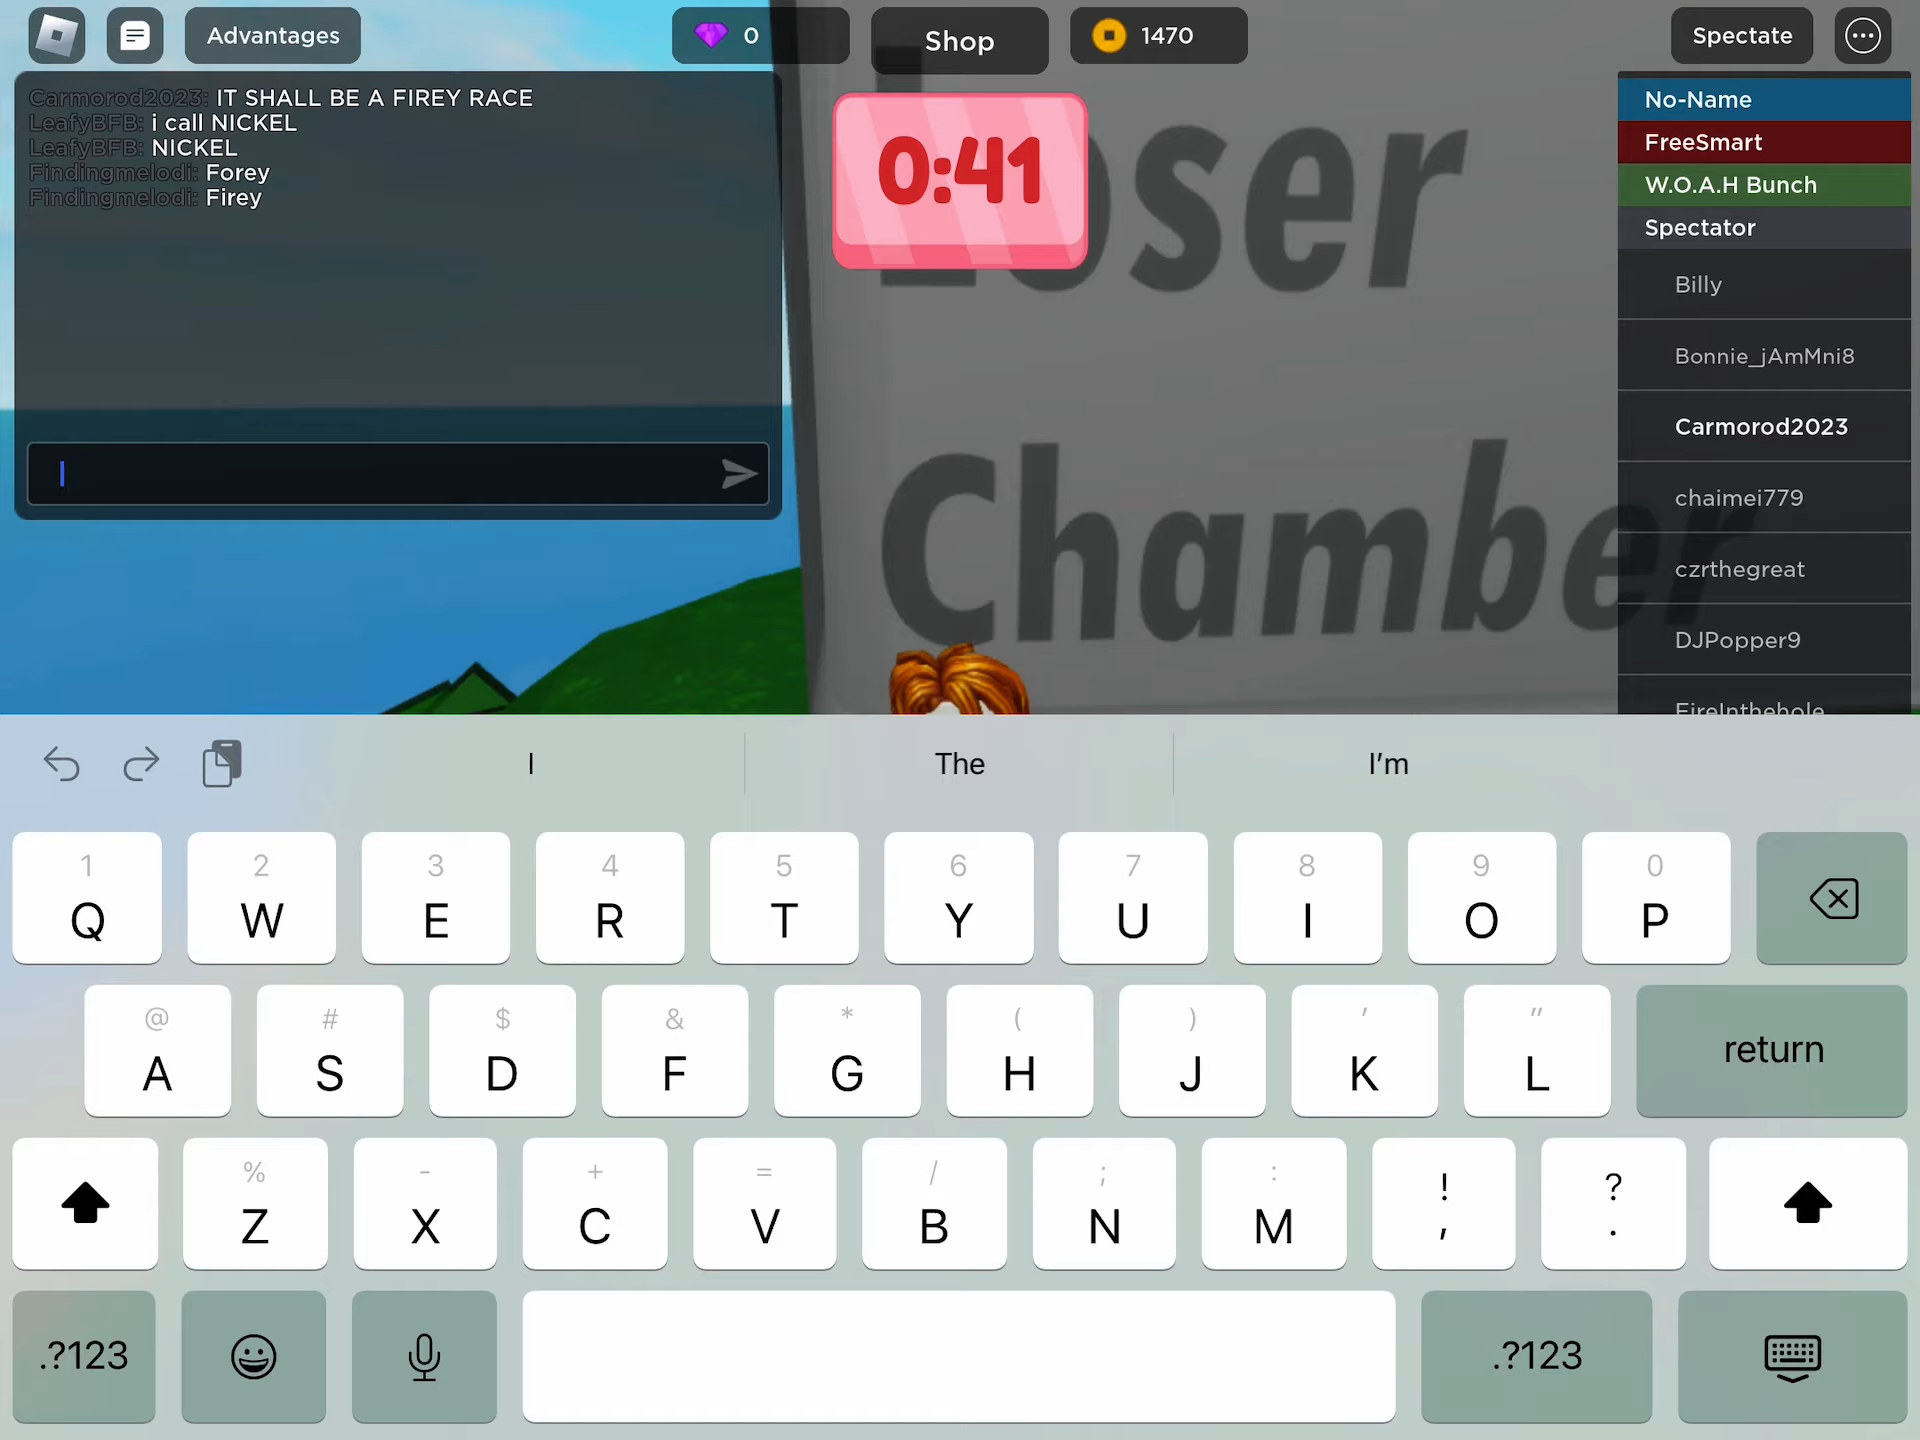 Advantages
0
Shop
1470
Spectate
Carmorod2023: IT SHALL BE A FIREY RACE
LeafyBFB: i call NICKEL
LeafyBFB: NICKEL
Findingmelodi: Forey
Findingmelodi: Firey
0:41
Loser
Chamber
No-Name
FreeSmart
W.O.A.H Bunch
Spectator
Billy
Bonnie_jAmMni8
Carmorod2023
chaimei779
czrthegreat
DJPopper9
FireInthehole
I
The
I'm
1 2 3 4 5 6 7 8 9 0
Q W E R T Y U I O P
@ # $ & * ( ) ' "
A S D F G H J K L return
% - + = / ; : ! ?
Z X C V B N M , .
.?123
.?123